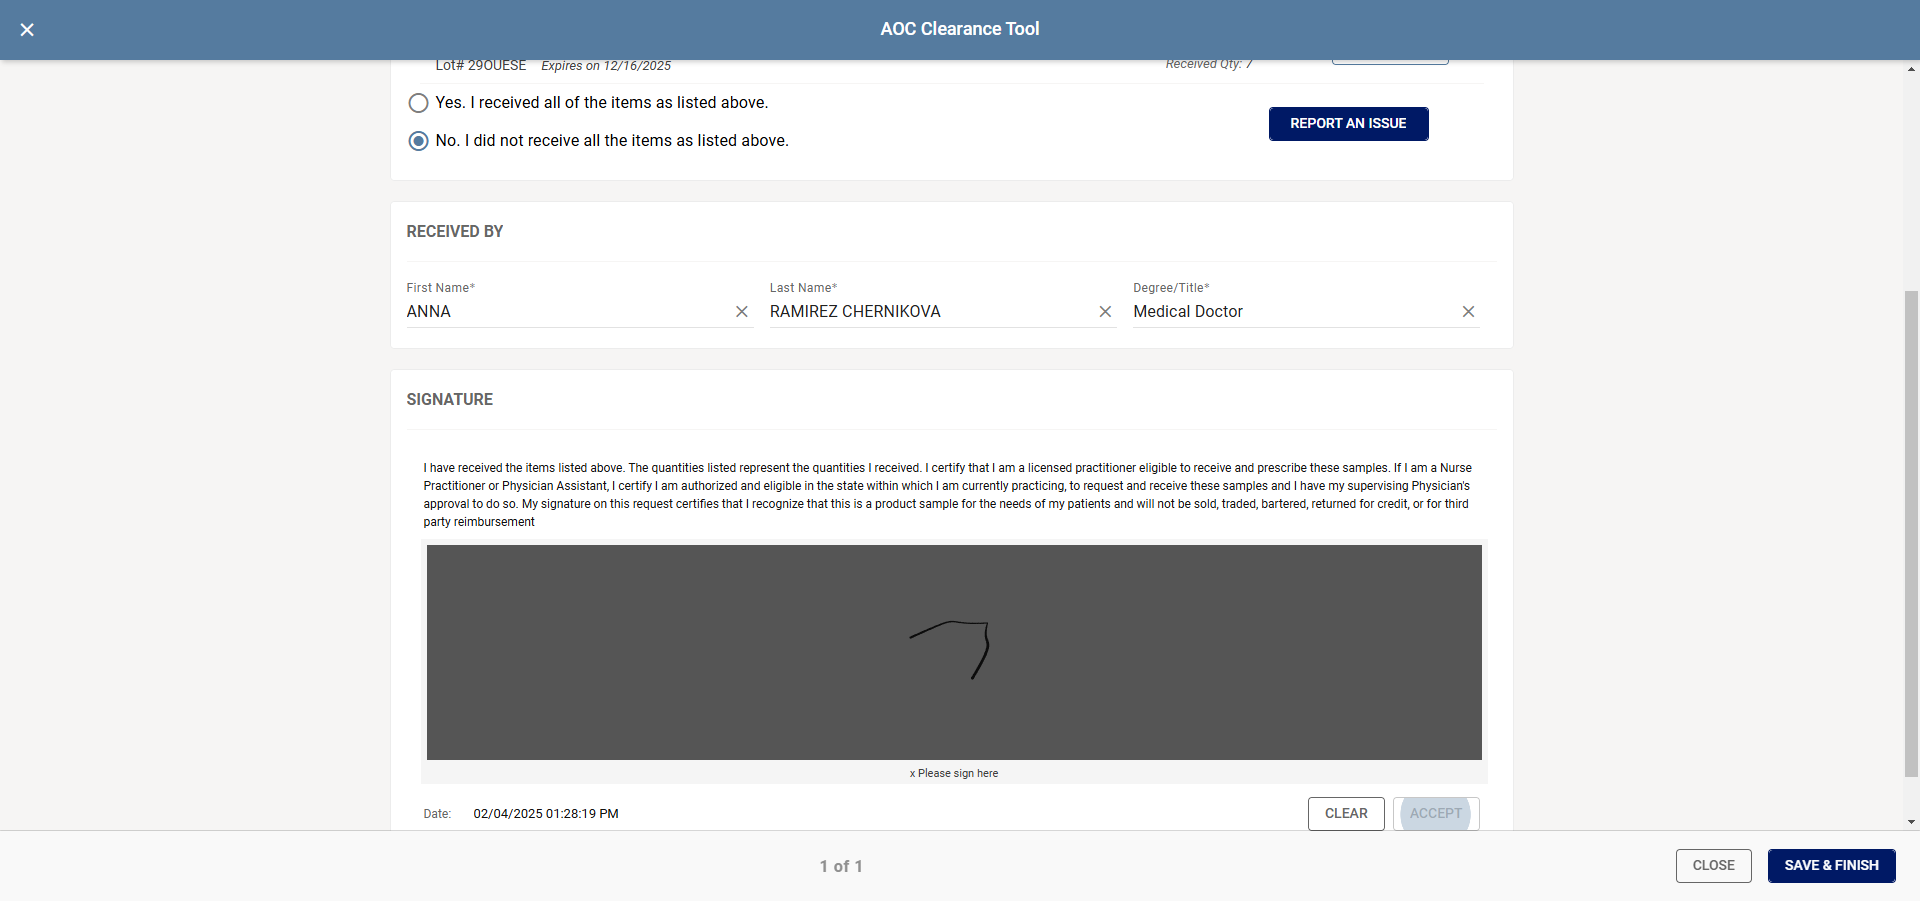 AOC Clearance Tool
Lot# 29OUESE Expires on 12/16/2025 Received Qty: 7
Yes. I received all of the items as listed above.
REPORT AN ISSUE
No. I did not receive all the items as listed above.
RECEIVED BY
First Name* Last Name* Degree/Title*
ANNA RAMIREZ CHERNIKOVA Medical Doctor
SIGNATURE
I have received the items listed above. The quantities listed represent the quantities I received. I certify that I am a licensed practitioner eligible to receive and prescribe these samples. If I am a Nurse
Practitioner or Physician Assistant, I certify I am authorized and eligible in the state within which I am currently practicing, to request and receive these samples and I have my supervising Physician's
approval to do so. My signature on this request certifies that I recognize that this is a product sample for the needs of my patients and will not be sold, traded, bartered, returned for credit, or for third
party reimbursement
x Please sign here
Date: 02/04/2025 01:28:19 PM CLEAR ACCEPT
1 of 1 CLOSE SAVE & FINISH